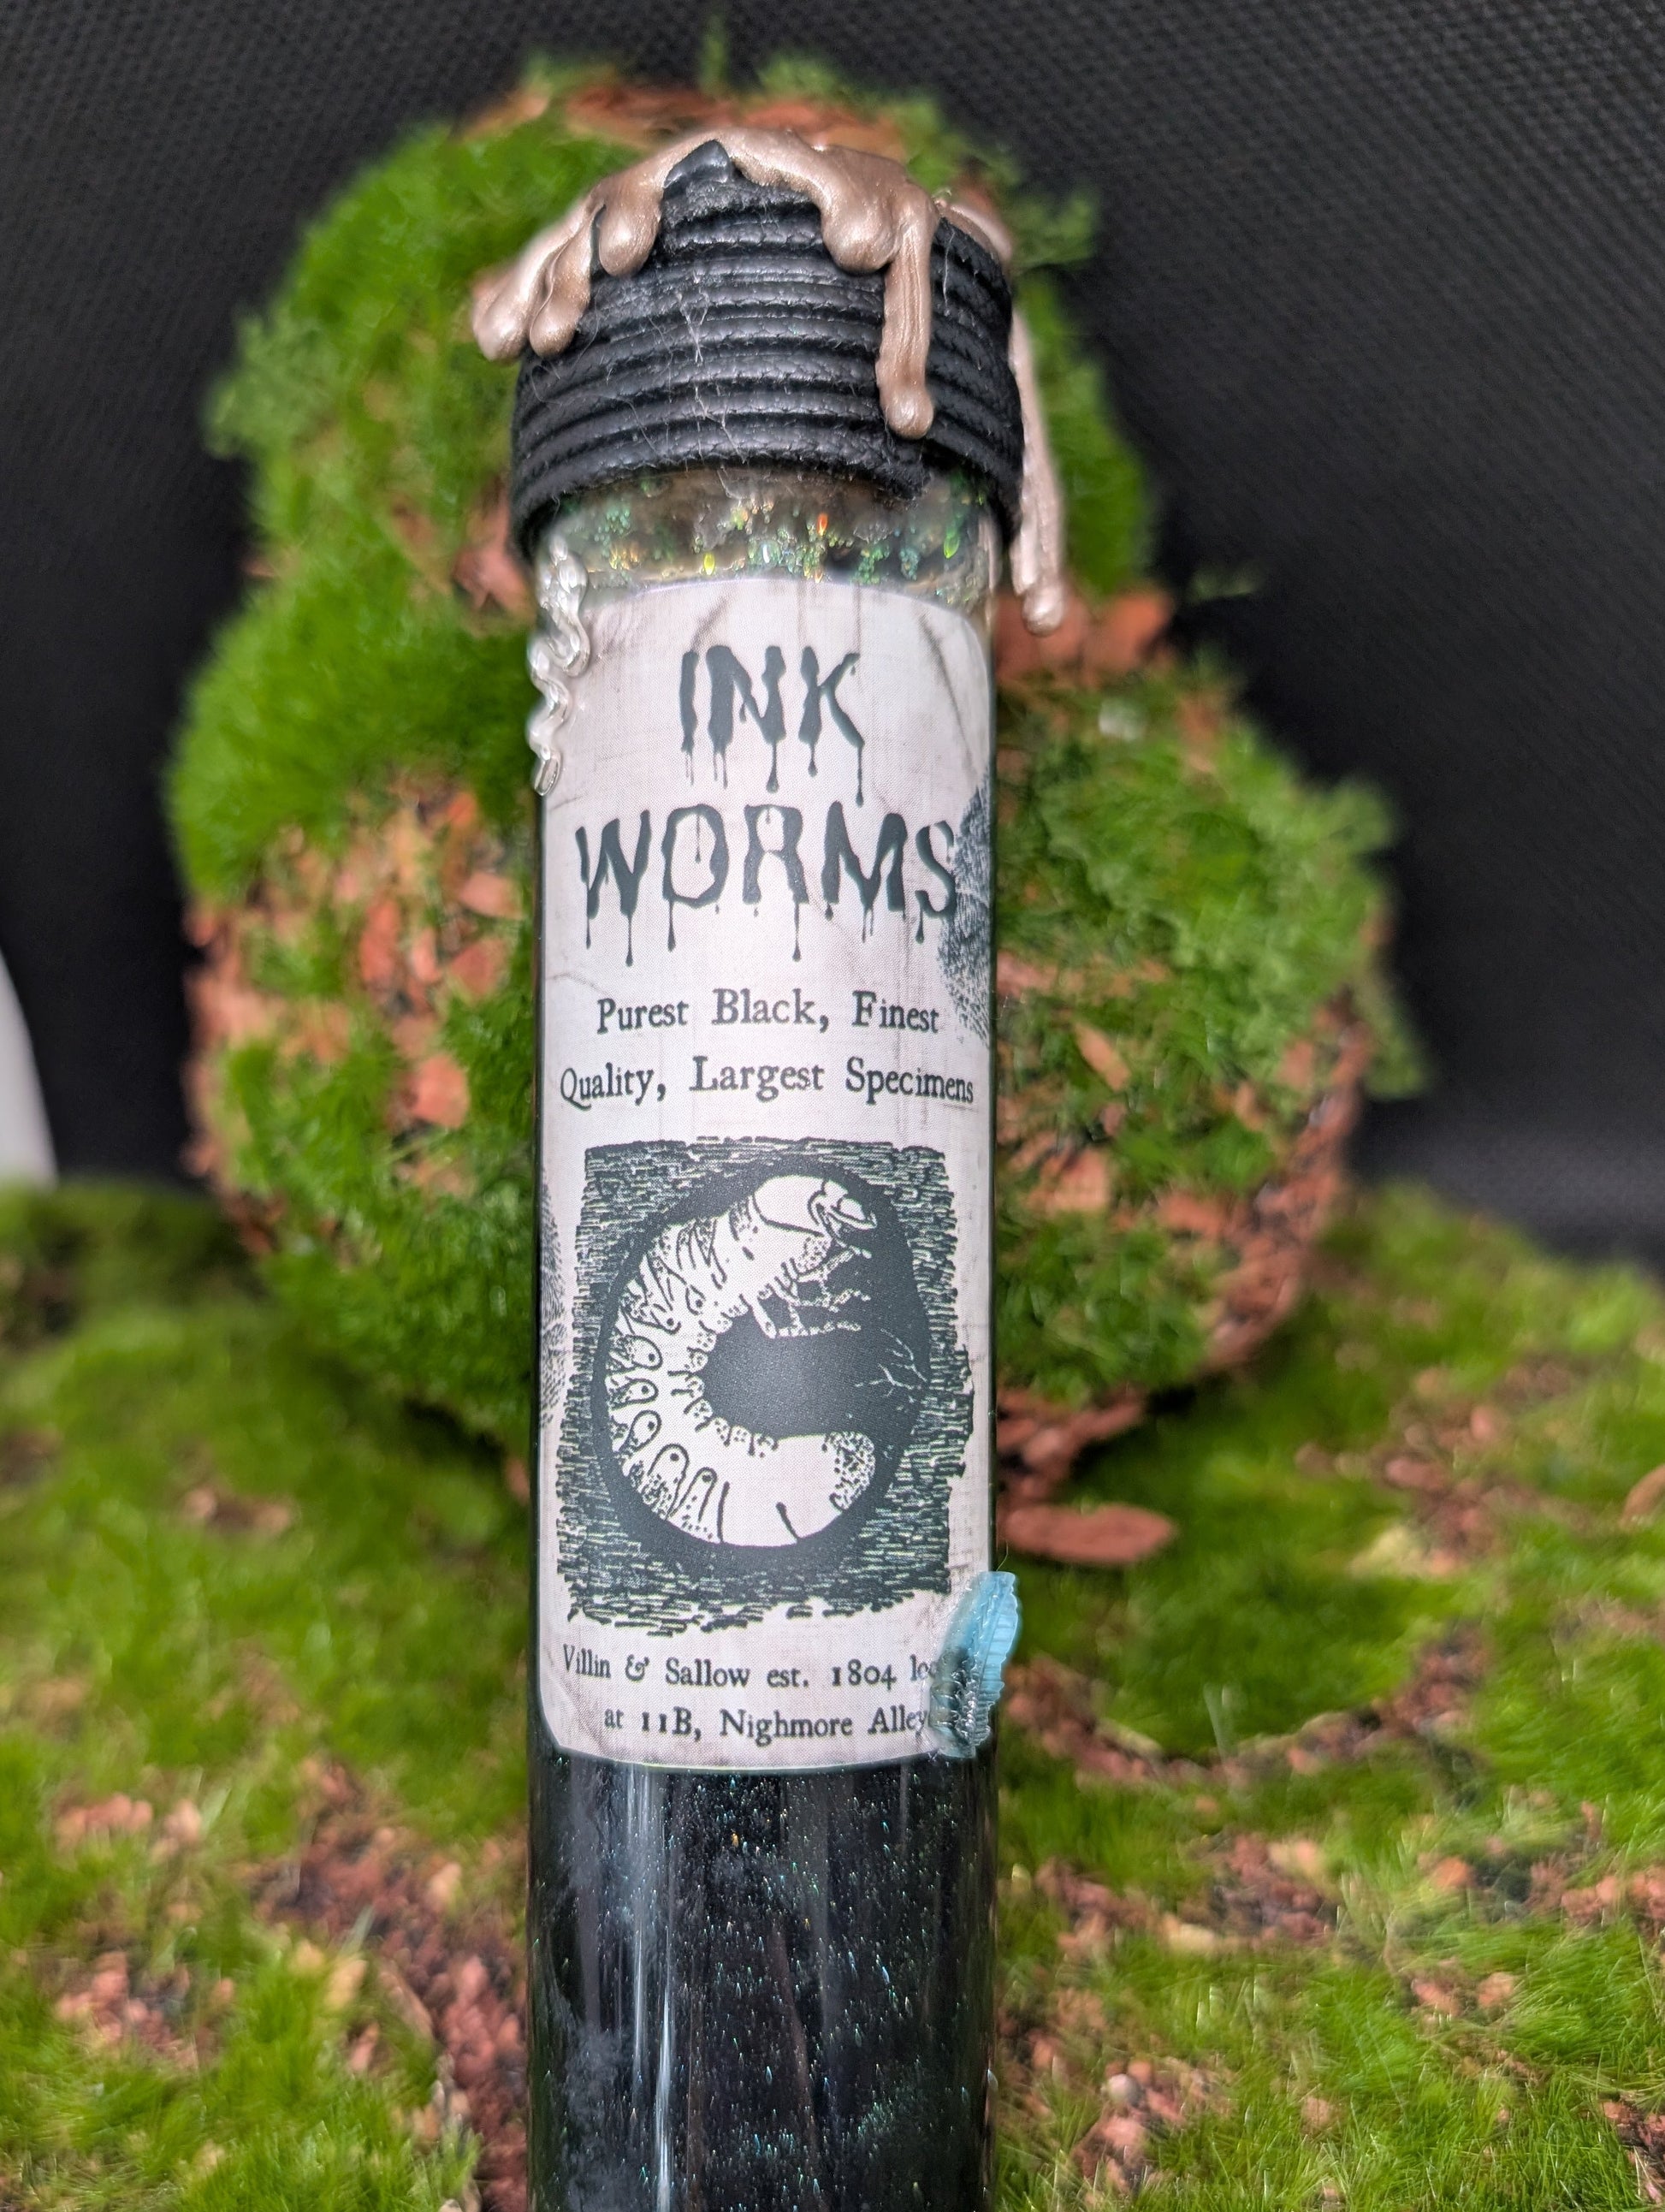 INK
WORMS
Purest Black, Finest
Quality, Largest Specimens
Villin & Sallow est. 1804
at 11B, Nighmore Alley